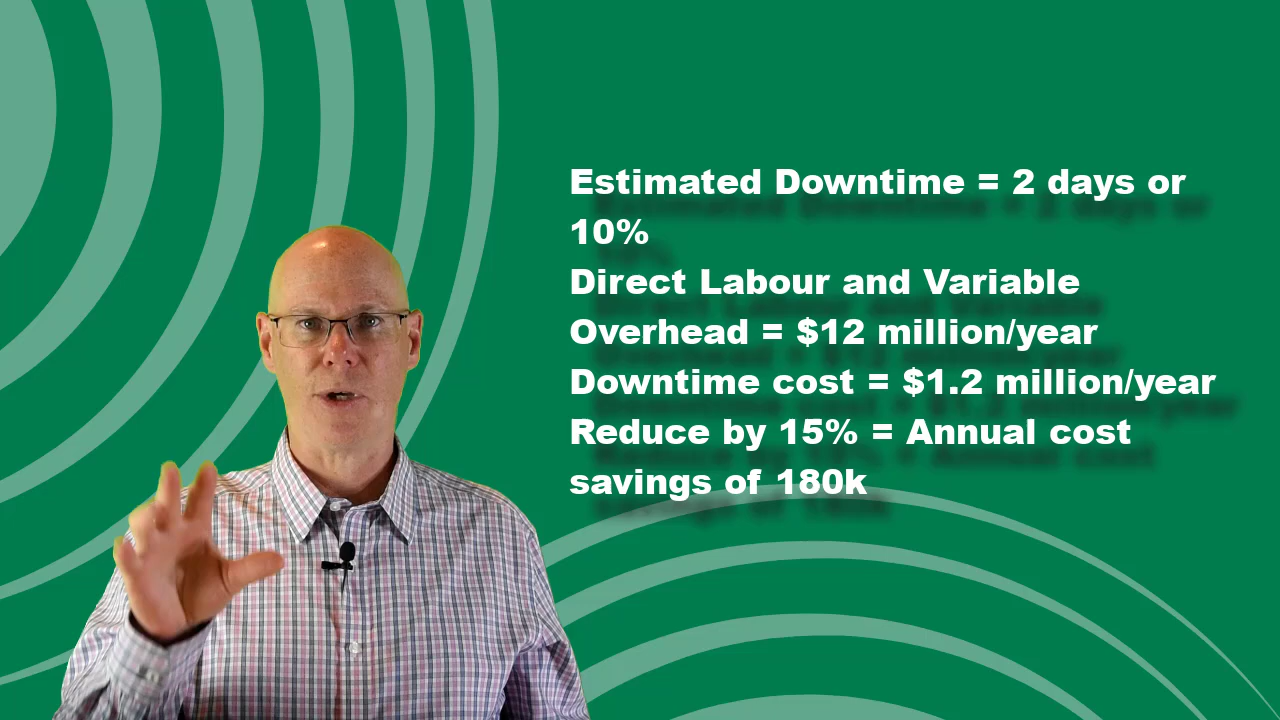 Estimated Downtime = 2 days or
10%
Direct Labour and Variable
Overhead = $12 million/year
Downtime cost = $1.2 million/year
Reduce by 15% = Annual cost
savings of 180k